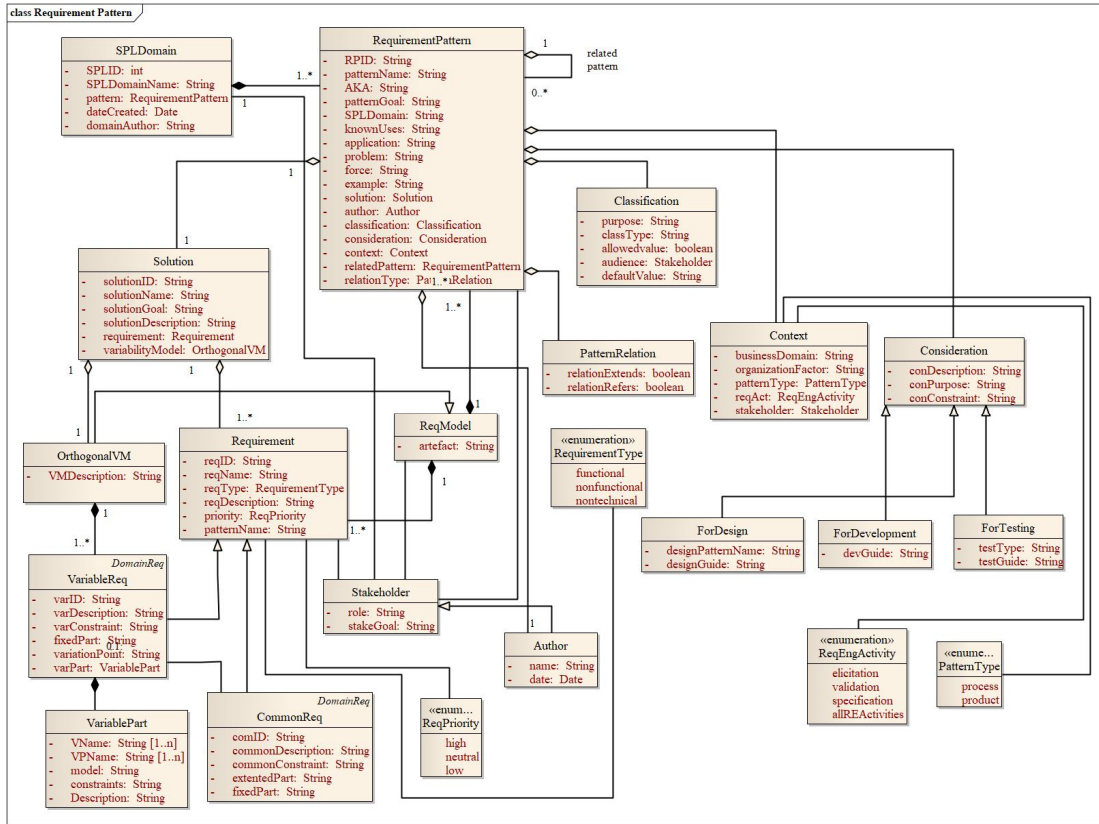 class Requirement Pattern
SPLDomain
- SPLID: int
- SPLDomainName: String
- pattern: RequirementPattern
- dateCreated: Date
- domainAuthor: String
1..*
1
RequirementPattern
- RPID: String
- patternName: String
- AKA: String
- patternGoal: String
- SPLDomain: String
- knownUses: String
- application: String
- problem: String
- force: String
- example: String
- solution: Solution
- author: Author
- classification: Classification
- consideration: Consideration
- context: Context
- relatedPattern: RequirementPattern
- relationType: PatternRelation
1
related
pattern
0..*
1
1
1..*
1..*
Classification
- purpose: String
- classType: String
- allowedvalue: boolean
- audience: Stakeholder
- defaultValue: String
Solution
- solutionID: String
- solutionName: String
- solutionGoal: String
- solutionDescription: String
- requirement: Requirement
- variabilityModel: OrthogonalVM
1
1
PatternRelation
- relationExtends: boolean
- relationRefers: boolean
Context
- businessDomain: String
- organizationFactor: String
- patternType: PatternType
- reqAct: ReqEngActivity
- stakeholder: Stakeholder
Consideration
- conDescription: String
- conPurpose: String
- conConstraint: String
1
1..*
1
ReqModel
- artefact: String
1
OrthogonalVM
- VMDescription: String
1
1..*
Requirement
- reqID: String
- reqName: String
- reqType: RequirementType
- reqDescription: String
- priority: ReqPriority
- patternName: String
1..*
«enumeration»
RequirementType
functional
nonfunctional
nontechnical
ForDesign
- designPatternName: String
- designGuide: String
ForDevelopment
- devGuide: String
ForTesting
- testType: String
- testGuide: String
DomainReq
VariableReq
- varID: String
- varDescription: String
- varConstraint: String
- fixedPart: String
- variationPoint: String
- varPart: VariablePart
0.1.
Stakeholder
- role: String
- stakeGoal: String
1
Author
- name: String
- date: Date
«enumeration»
ReqEngActivity
elicitation
validation
specification
allREActivities
«enume...
PatternType
process
product
VariablePart
- VName: String [1..n]
- VPName: String [1..n]
- model: String
- constraints: String
- Description: String
DomainReq
CommonReq
- comID: String
- commonDescription: String
- commonConstraint: String
- extentedPart: String
- fixedPart: String
«enum...
ReqPriority
high
neutral
low